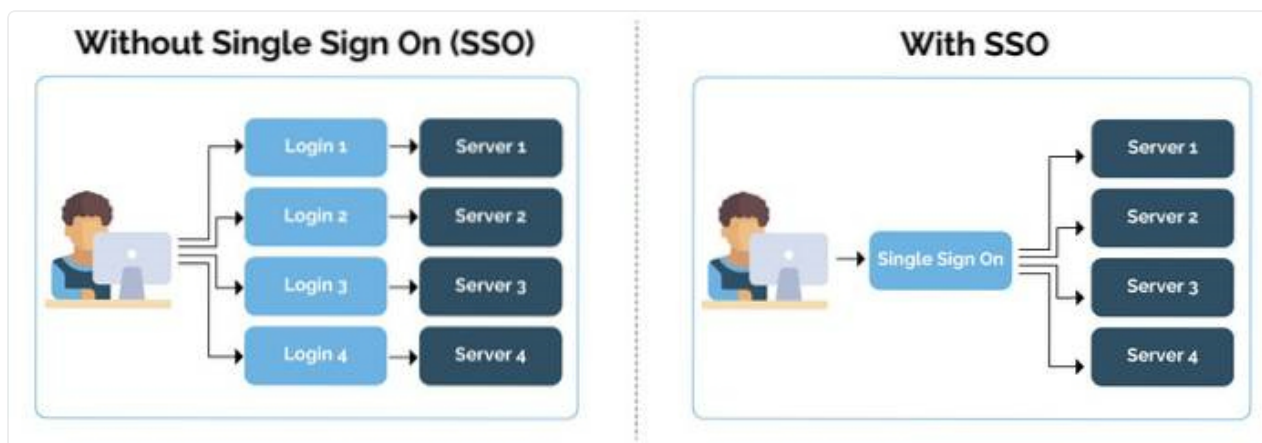 Without Single Sign On (SSO)
Login 1
Server 1
Login 2
Server 2
Login 3
Server 3
Login 4
Server 4
With SSO
Single Sign On
Server 1
Server 2
Server 3
Server 4